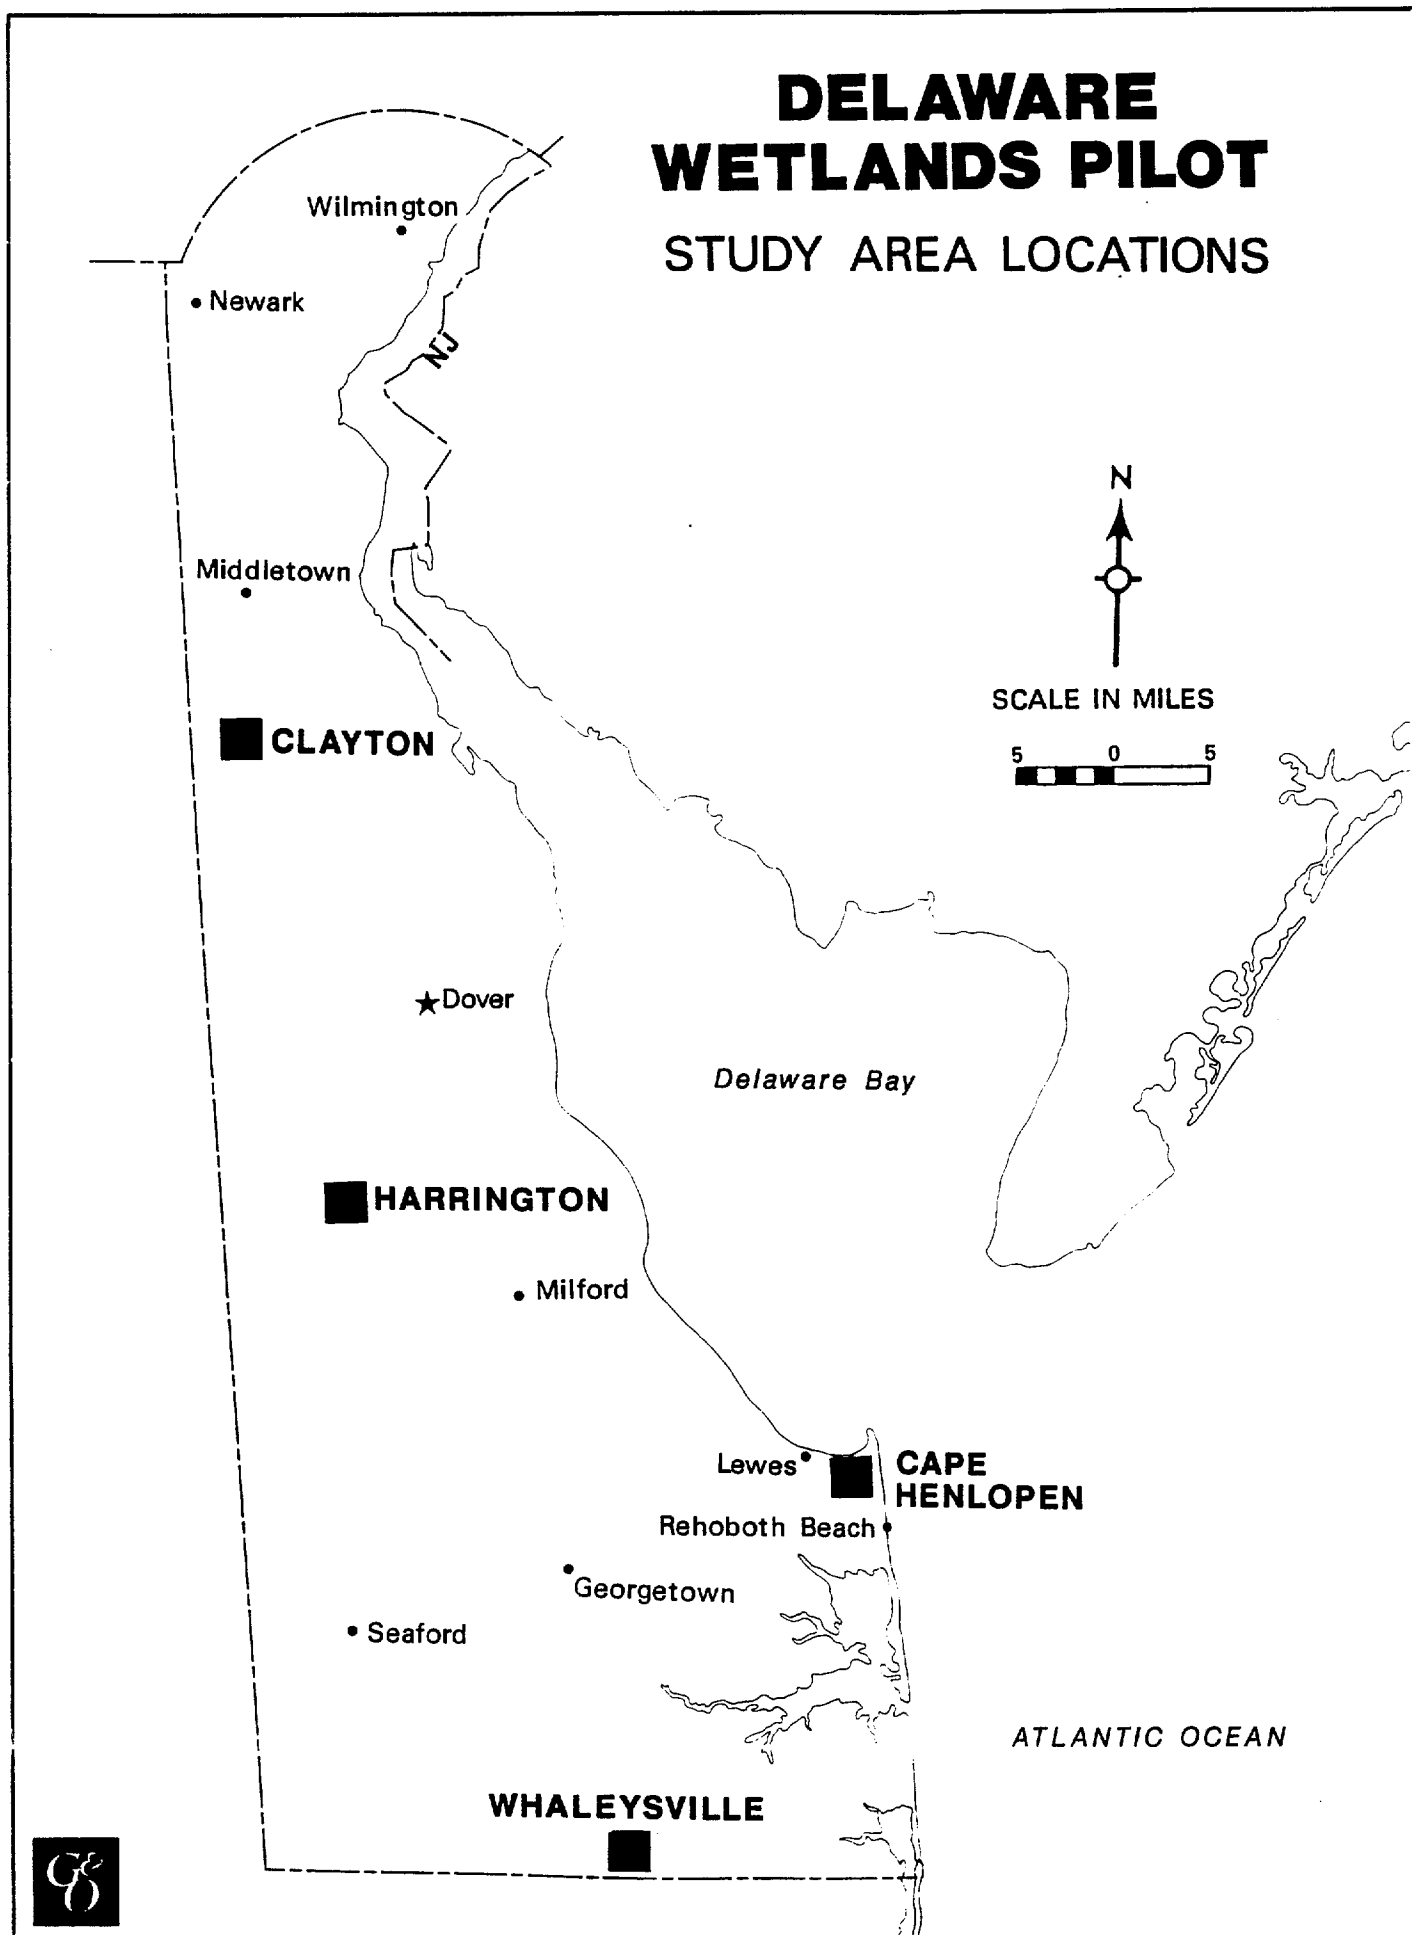 DELAWARE
WETLANDS PILOT
STUDY AREA LOCATIONS
Wilmington
Newark
NJ
N
Middletown
SCALE IN MILES
5 0 5
CLAYTON
Dover
Delaware Bay
HARRINGTON
Milford
Lewes
CAPE
HENLOPEN
Rehoboth Beach
Georgetown
Seaford
ATLANTIC OCEAN
WHALEYSVILLE
G&O